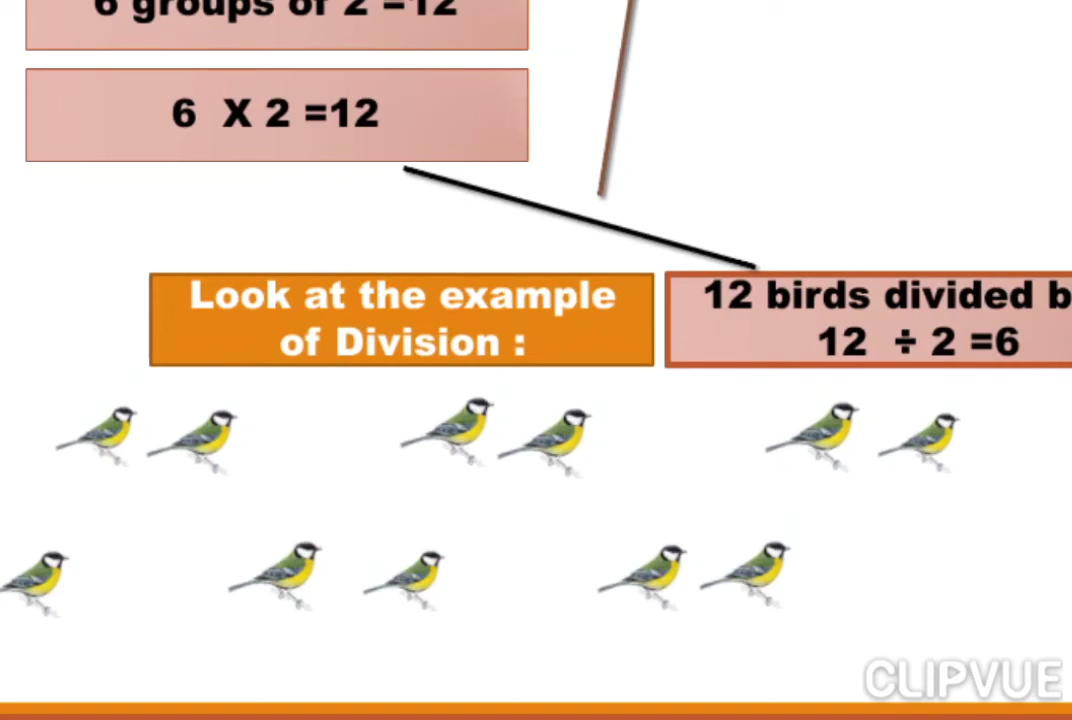 6 groups of 2 =12
6 X 2 =12
Look at the example
of Division :
12 birds divided b
12 ÷ 2 =6
CLIPVUE